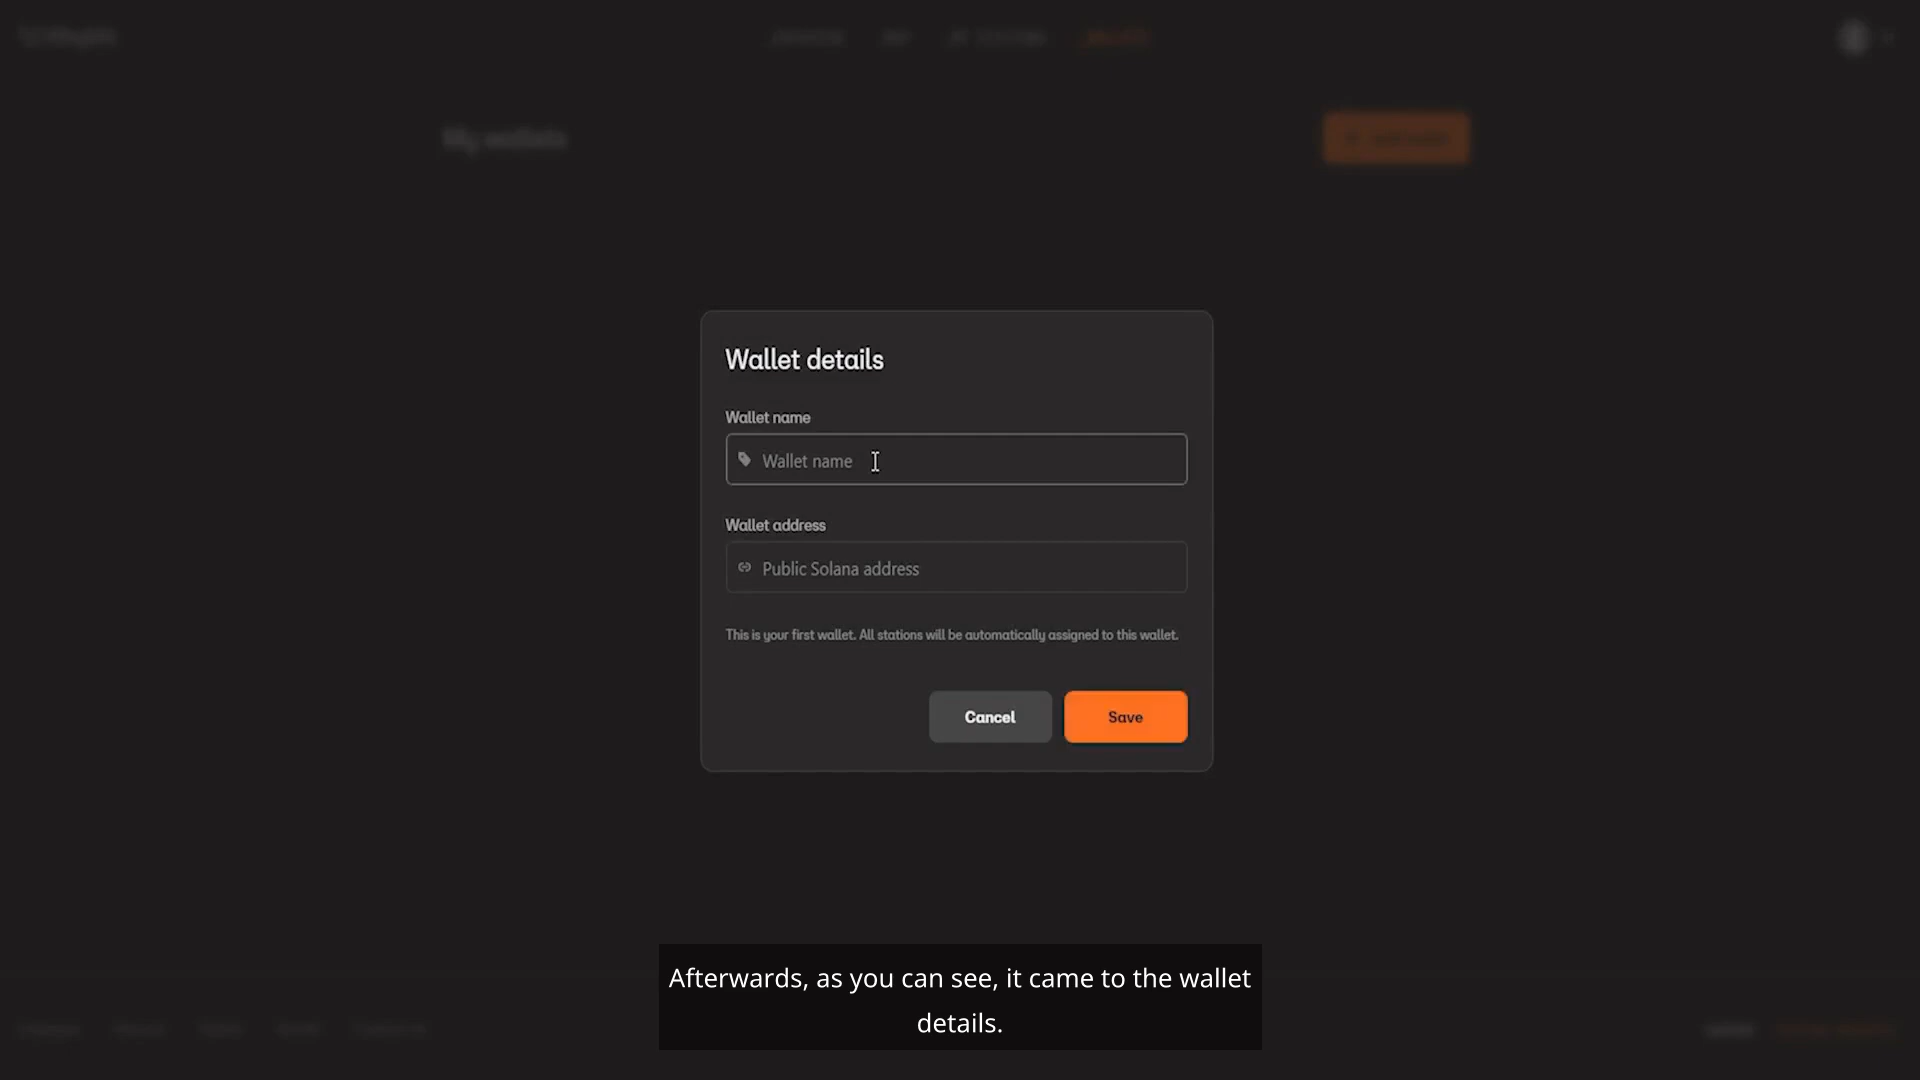 My wallets
Wallet details
Wallet name
Wallet name
Wallet address
Public Solana address
This is your first wallet. All stations will be automatically assigned to this wallet.
Cancel
Save
Afterwards, as you can see, it came to the wallet
details.